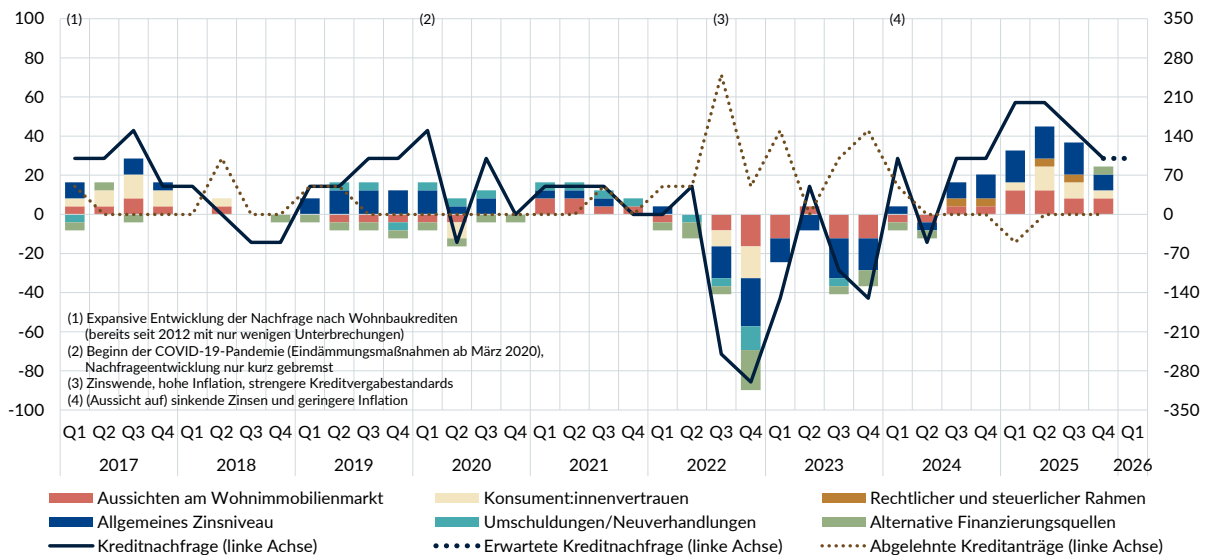 100
80
60
40
20
0
-20
-40
-60
-80
-100
350
280
210
140
70
0
-70
-140
-210
-280
-350
(1) (2) (3) (4)
(1) Expansive Entwicklung der Nachfrage nach Wohnbaukrediten
(bereits seit 2012 mit nur wenigen Unterbrechungen)
(2) Beginn der COVID-19-Pandemie (Eindämmungsmaßnahmen ab März 2020),
Nachfrageentwicklung nur kurz gebremst
(3) Zinswende, hohe Inflation, strengere Kreditvergabestandards
(4) (Aussicht auf) sinkende Zinsen und geringere Inflation
Q1 Q2 Q3 Q4 Q1 Q2 Q3 Q4 Q1 Q2 Q3 Q4 Q1 Q2 Q3 Q4 Q1 Q2 Q3 Q4 Q1 Q2 Q3 Q4 Q1 Q2 Q3 Q4 Q1 Q2 Q3 Q4 Q1 Q2 Q3 Q4 Q1
2017 2018 2019 2020 2021 2022 2023 2024 2025 2026
Aussichten am Wohnimmobilienmarkt Konsument:innenvertrauen Rechtlicher und steuerlicher Rahmen
Allgemeines Zinsniveau Umschuldungen/Neuverhandlungen Alternative Finanzierungsquellen
Kreditnachfrage (linke Achse) Erwartete Kreditnachfrage (linke Achse) Abgelehnte Kreditanträge (linke Achse)